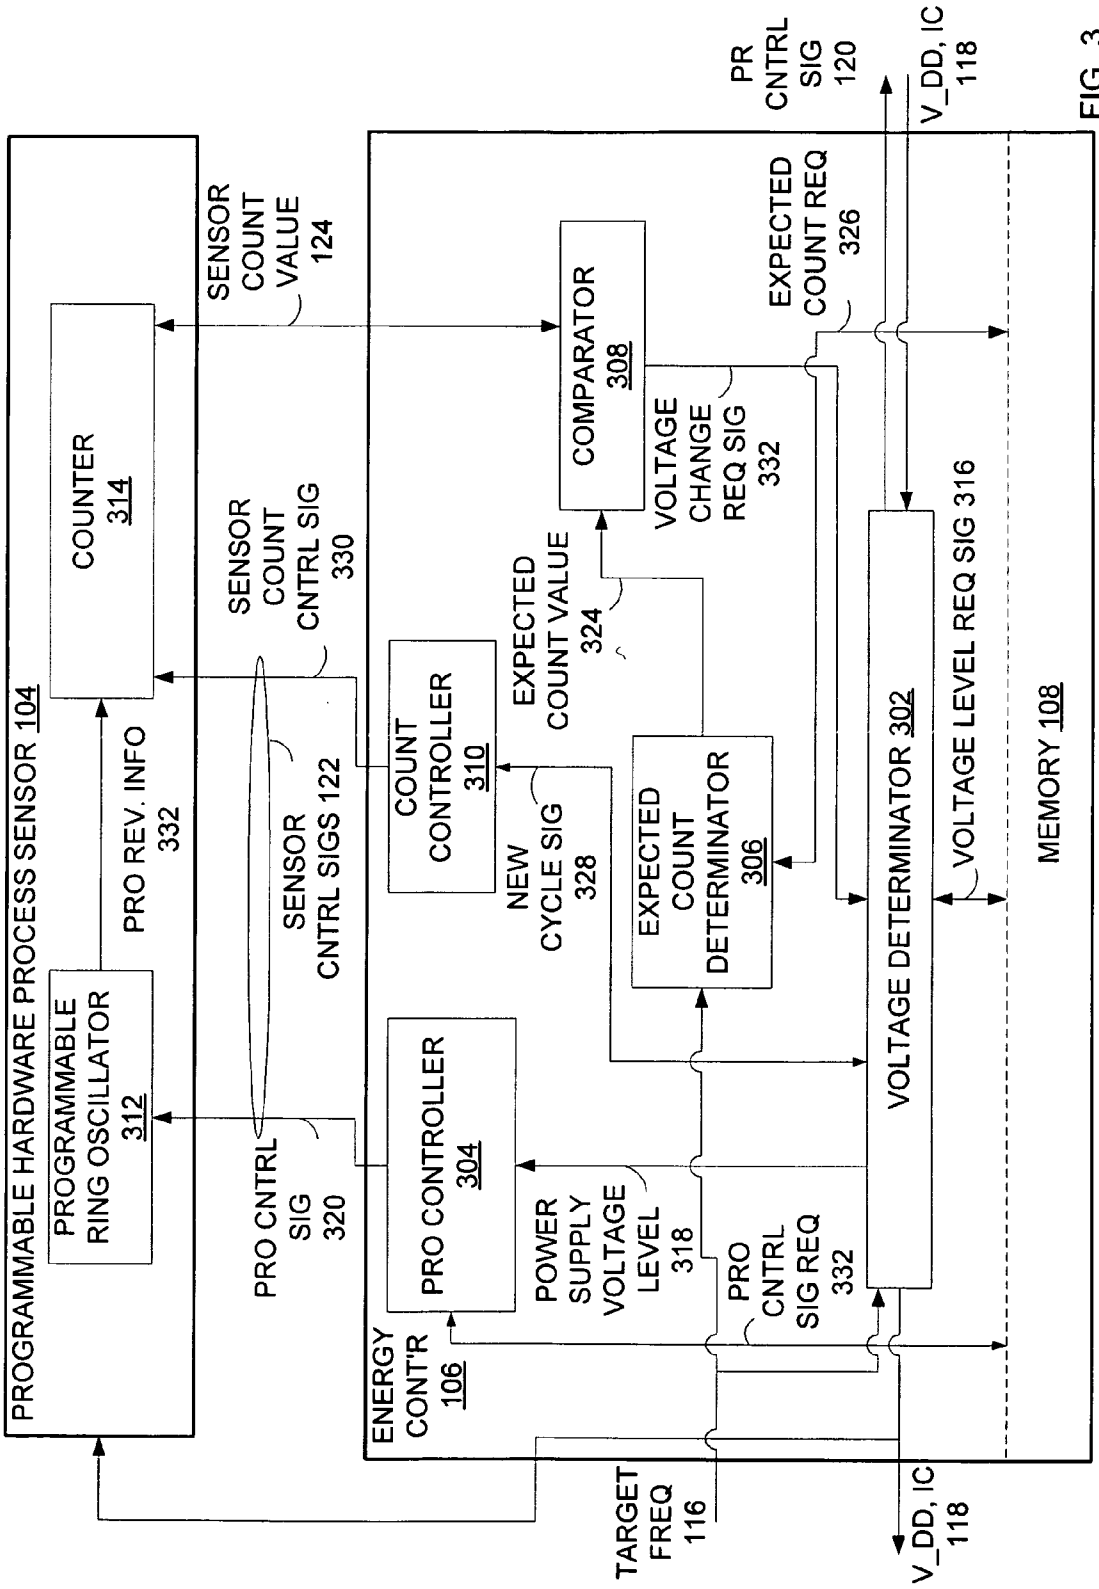 PROGRAMMABLE HARDWARE PROCESS SENSOR 104
PROGRAMMABLE
RING OSCILLATOR
312
PRO REV. INFO
332
COUNTER
314
PRO CNTRL
SIG
320
SENSOR
CNTRL SIGS 122
SENSOR
COUNT
CNTRL SIG
330
SENSOR
COUNT
VALUE
124
ENERGY
CONT'R
106
PRO CONTROLLER
304
COUNT
CONTROLLER
310
COMPARATOR
308
POWER
SUPPLY
VOLTAGE
LEVEL
318
NEW
CYCLE SIG
328
EXPECTED
COUNT VALUE
324
VOLTAGE
CHANGE
REQ SIG
332
EXPECTED
COUNT
DETERMINATOR
306
EXPECTED
COUNT REQ
326
TARGET
FREQ
116
PRO
CNTRL
SIG REQ
332
PR
CNTRL
SIG
120
VOLTAGE DETERMINATOR 302
V_DD, IC
118
V_DD, IC
118
VOLTAGE LEVEL REQ SIG 316
MEMORY 108
FIG. 3